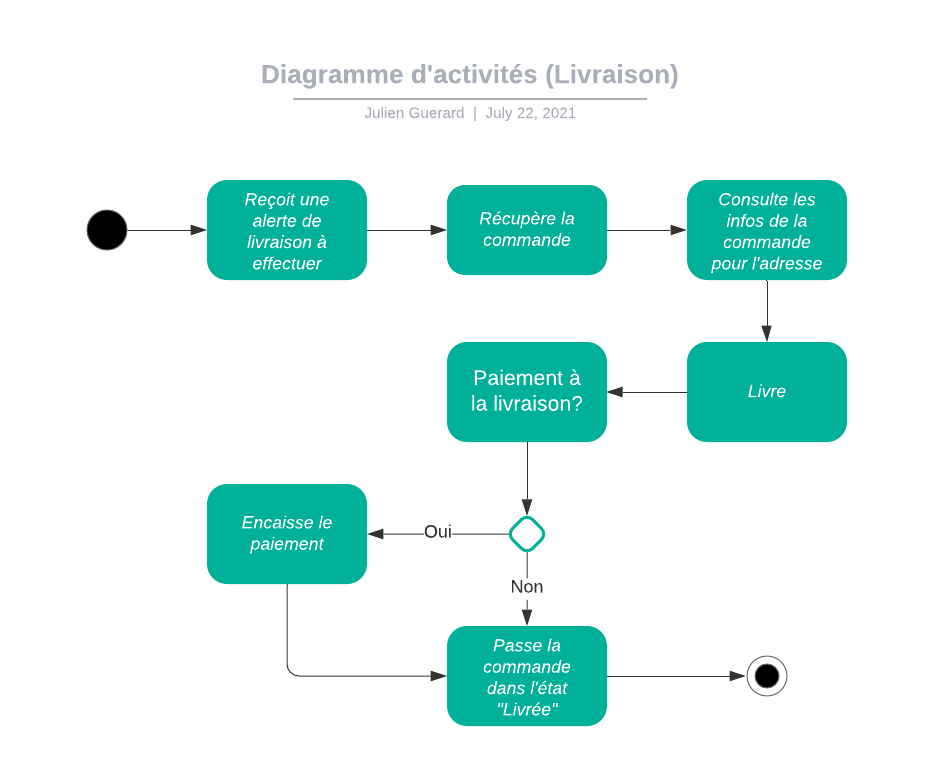 Diagramme d'activités (Livraison)
Julien Guerard | July 22, 2021
Reçoit une
alerte de
livraison à
effectuer
Récupère la
commande
Consulte les
infos de la
commande
pour l'adresse
Livre
Paiement à
la livraison?
Oui
Encaisse le
paiement
Non
Passe la
commande
dans l'état
"Livrée"